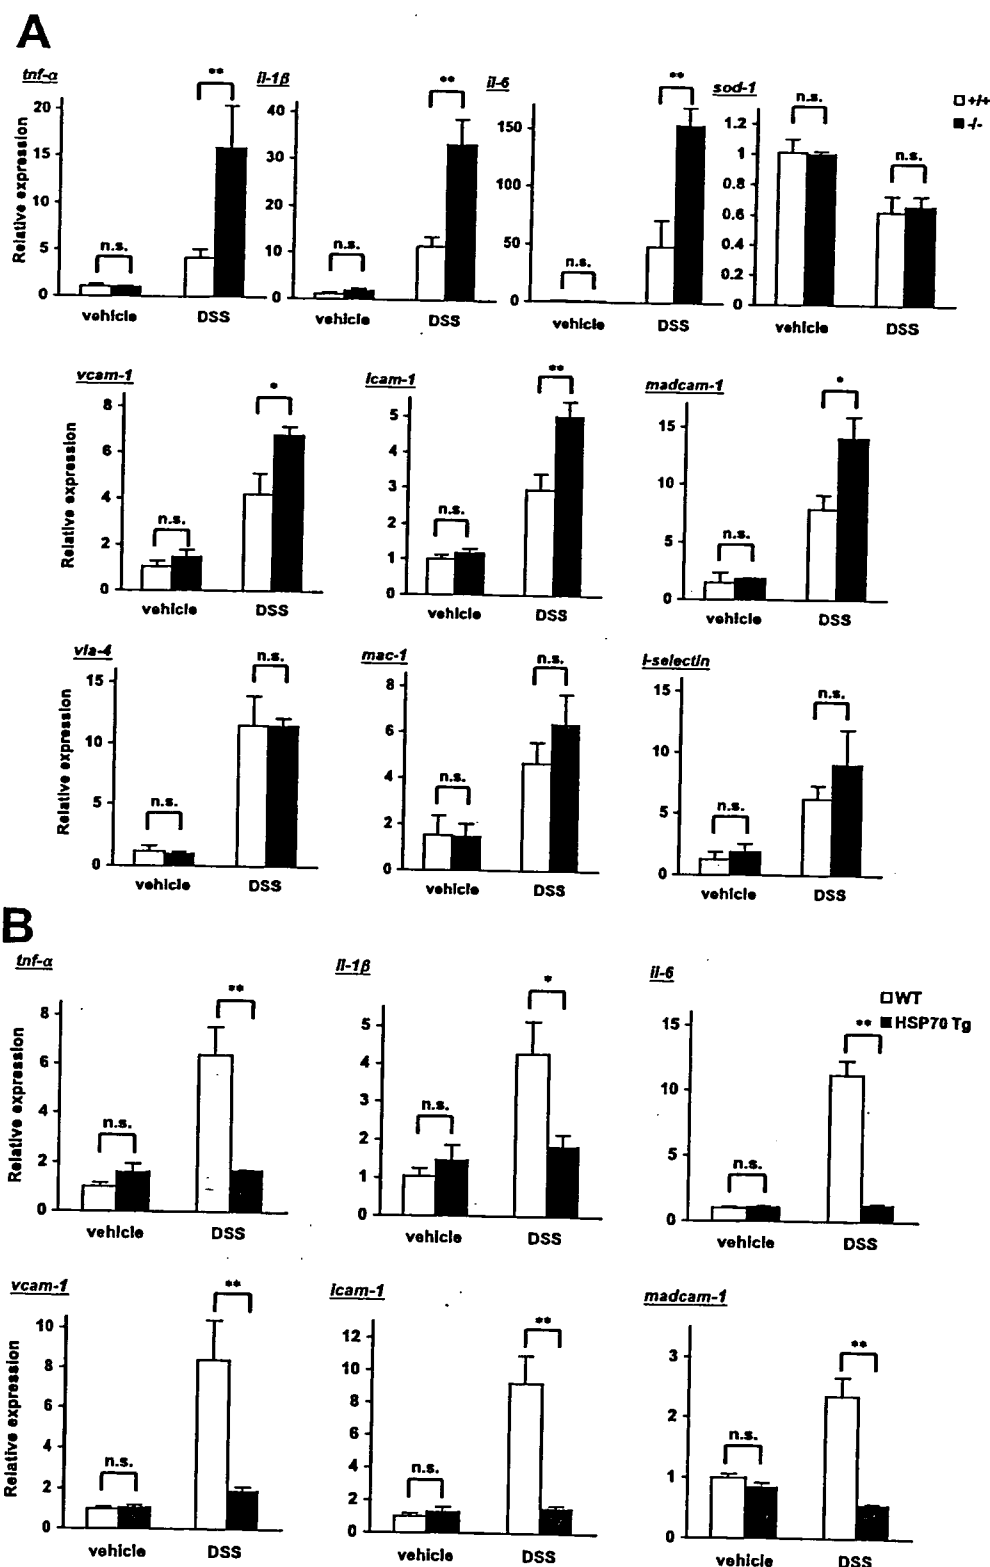 A
tnf-α
Relative expression
20
15
10
5
0
n.s.
**
vehicle
DSS
il-1β
40
30
20
10
0
n.s.
**
vehicle
DSS
il-6
150
100
50
0
n.s.
**
vehicle
DSS
sod-1
1.2
1
0.8
0.6
0.4
0.2
0
n.s.
n.s.
vehicle
DSS
+/+
-/-
vcam-1
Relative expression
8
6
4
2
0
n.s.
*
vehicle
DSS
icam-1
5
4
3
2
1
0
n.s.
**
vehicle
DSS
madcam-1
15
10
5
0
n.s.
*
vehicle
DSS
vla-4
Relative expression
15
10
5
0
n.s.
n.s.
vehicle
DSS
mac-1
8
6
4
2
0
n.s.
n.s.
vehicle
DSS
l-selectin
15
10
5
0
n.s.
n.s.
vehicle
DSS
B
tnf-α
Relative expression
8
6
4
2
0
n.s.
**
vehicle
DSS
il-1β
5
4
3
2
1
0
n.s.
*
vehicle
DSS
il-6
15
10
5
0
n.s.
**
vehicle
DSS
WT
HSP70 Tg
vcam-1
Relative expression
10
8
6
4
2
0
n.s.
**
vehicle
DSS
icam-1
12
10
8
6
4
2
0
n.s.
**
vehicle
DSS
madcam-1
3
2
1
0
n.s.
**
vehicle
DSS